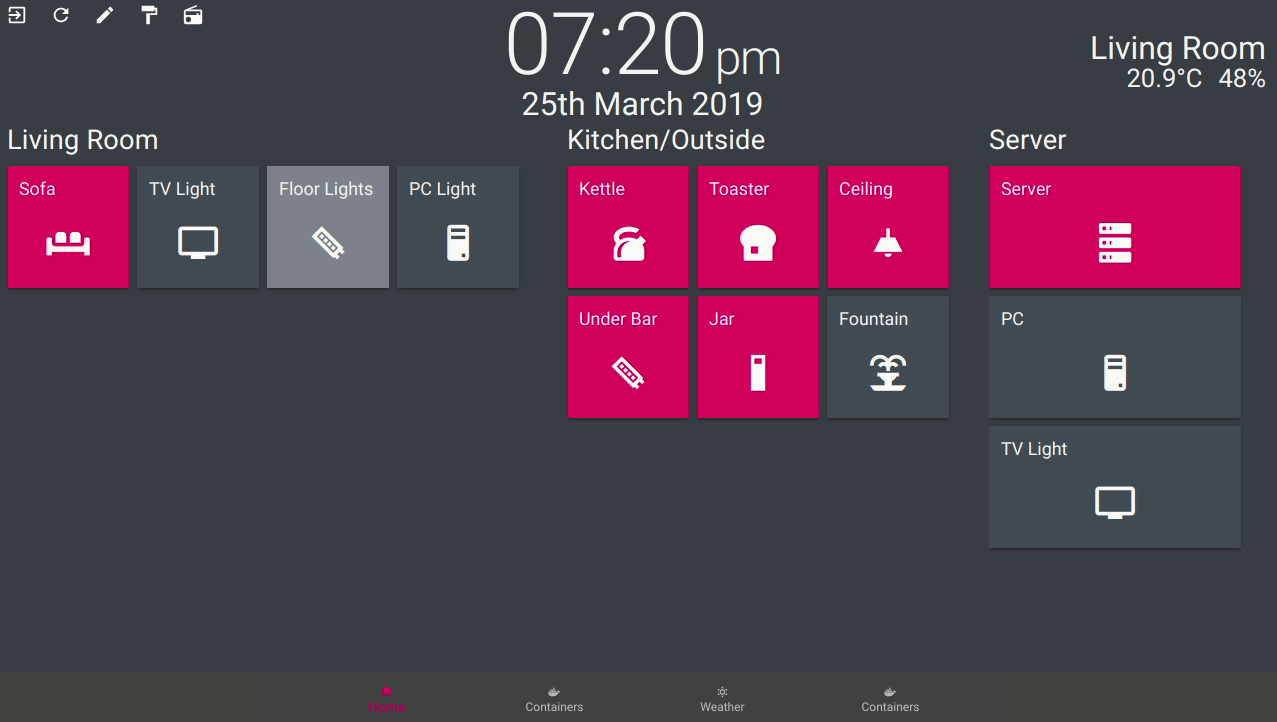 07:20 pm
25th March 2019
Living Room
20.9°C 48%
Living Room
Sofa
TV Light
Floor Lights
PC Light
Kitchen/Outside
Kettle
Toaster
Ceiling
Under Bar
Jar
Fountain
Server
Server
PC
TV Light
Home
Containers
Weather
Containers